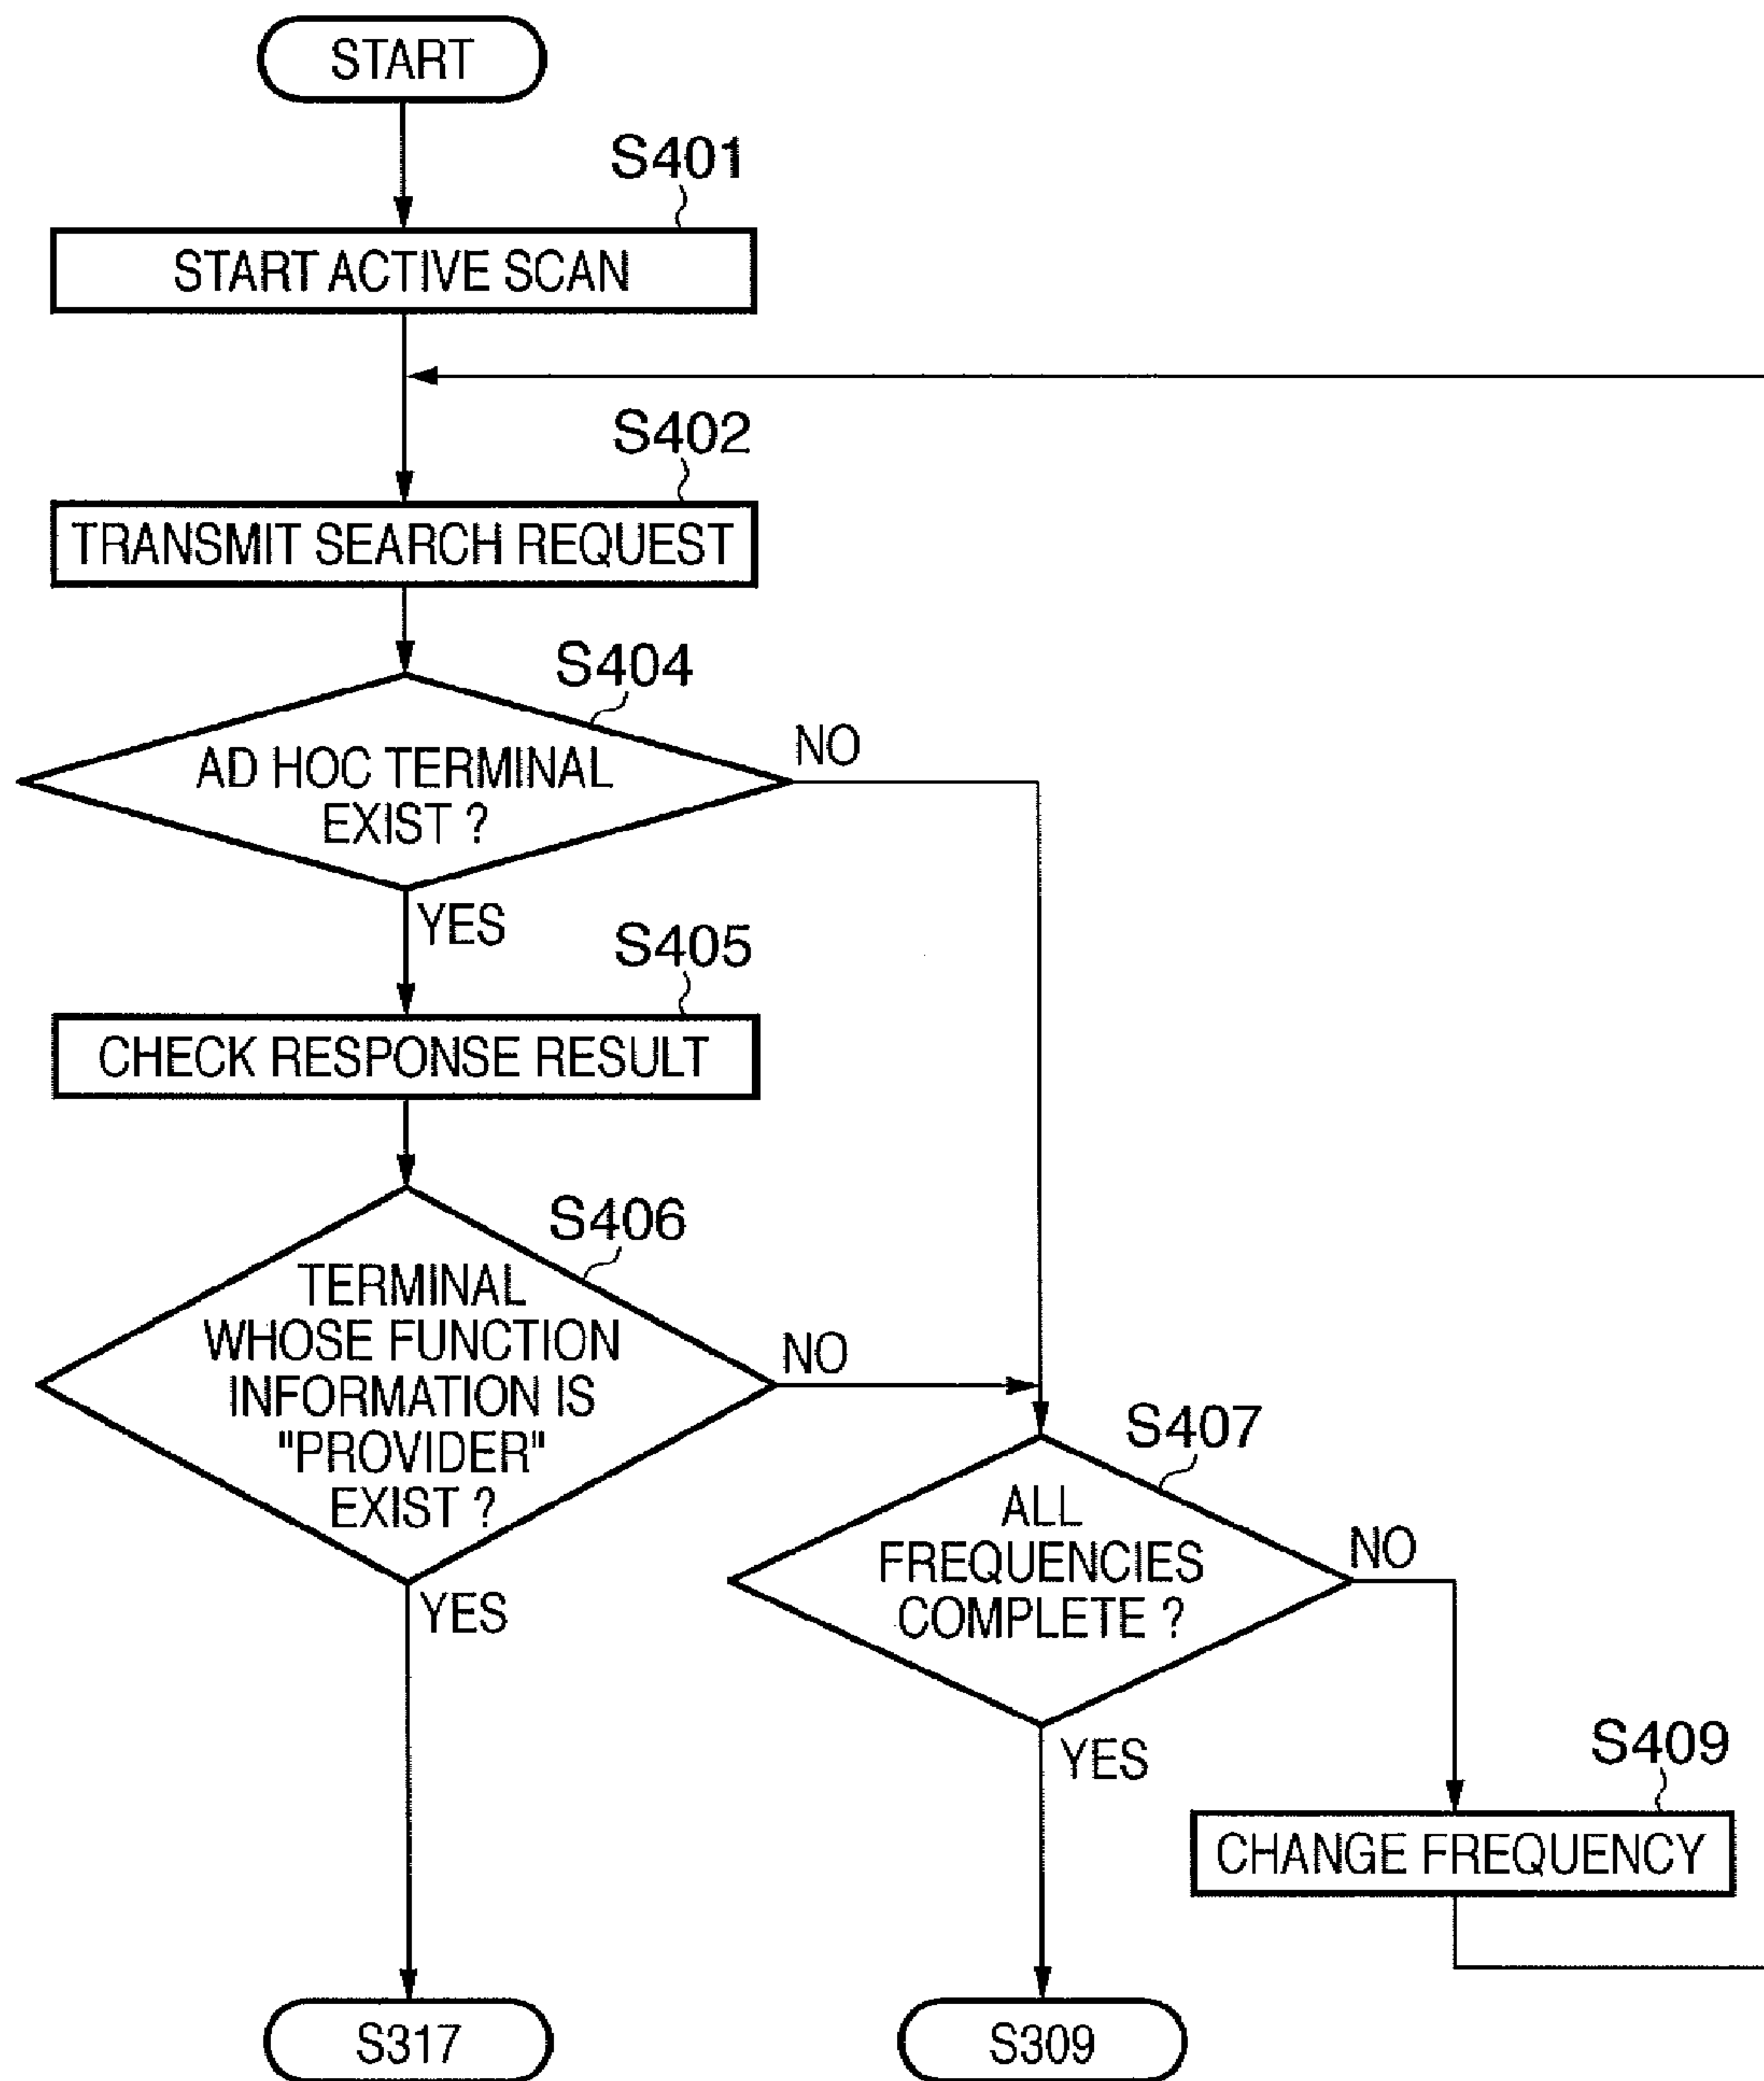 START
S401
START ACTIVE SCAN
S402
TRANSMIT SEARCH REQUEST
S404
AD HOC TERMINAL
EXIST ?
NO
YES
S405
CHECK RESPONSE RESULT
S406
TERMINAL
WHOSE FUNCTION
INFORMATION IS
"PROVIDER"
EXIST ?
NO
YES
S407
ALL
FREQUENCIES
COMPLETE ?
NO
YES
S409
CHANGE FREQUENCY
S317
S309